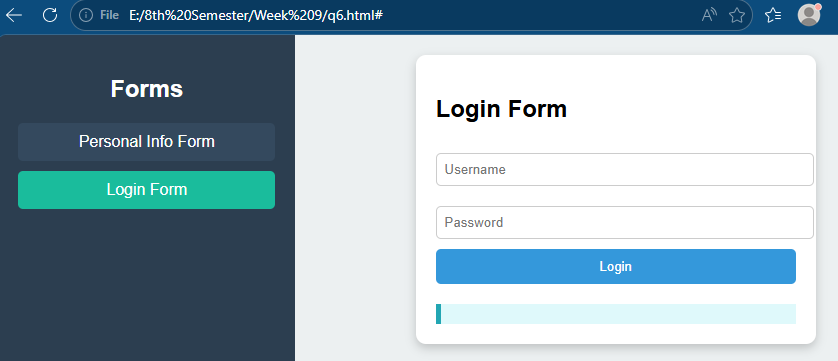 File E:/8th%20Semester/Week%209/q6.html#
Forms
Personal Info Form
Login Form
Login Form
Username
Password
Login